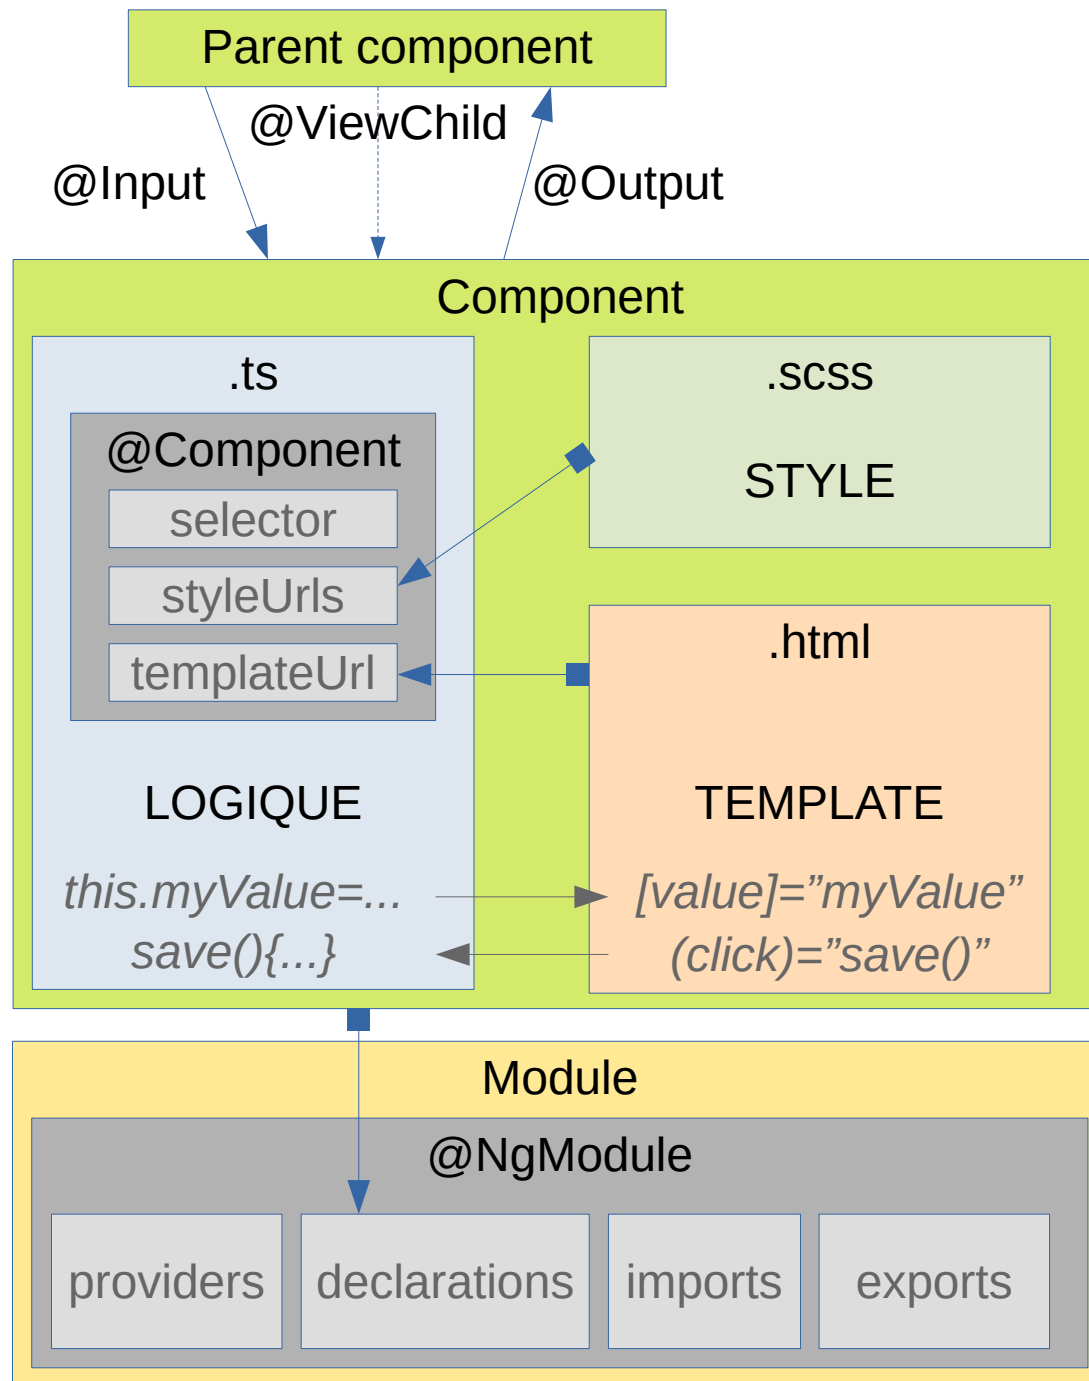 Parent component
@ViewChild
@Input
@Output
Component
.ts
@Component
selector
styleUrls
templateUrl
LOGIQUE
this.myValue=...
save(){...}
.scss
STYLE
.html
TEMPLATE
[value]=”myValue”
(click)=”save()”
Module
@NgModule
providers
declarations
imports
exports